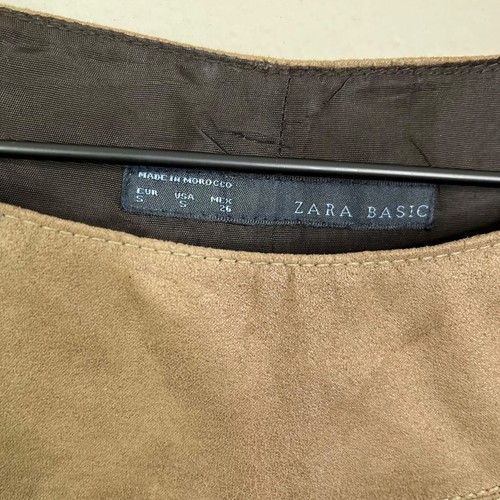 MADE IN MOROCCO
EUR USA MEX
S S 26
ZARA BASIC